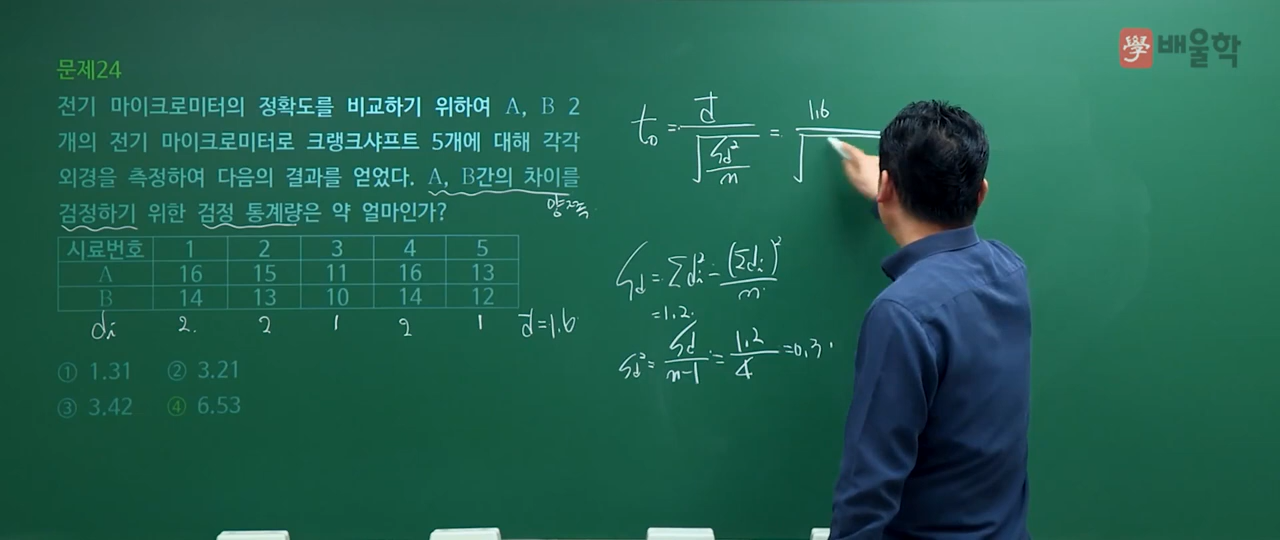 學배울학
문제24
전기 마이크로미터의 정확도를 비교하기 위하여 A, B 2
개의 전기 마이크로미터로 크랭크샤프트 5개에 대해 각각
외경을 측정하여 다음의 결과를 얻었다. A, B간의 차이를
검정하기 위한 검정 통계량은 약 얼마인가?
양쪽
시료번호 1 2 3 4 5
A 16 15 11 16 13
B 14 13 10 14 12
di 2 2 1 2 1 d̄=1.6
① 1.31 ② 3.21
③ 3.42 ④ 6.53
t₀ = d̄ / √(Sd²/n) = 1.6 / √
Sd = Σdi² - (Σdi)²/n
= 1.2
Sd² = Sd/(n-1) = 1.2/4 = 0.3